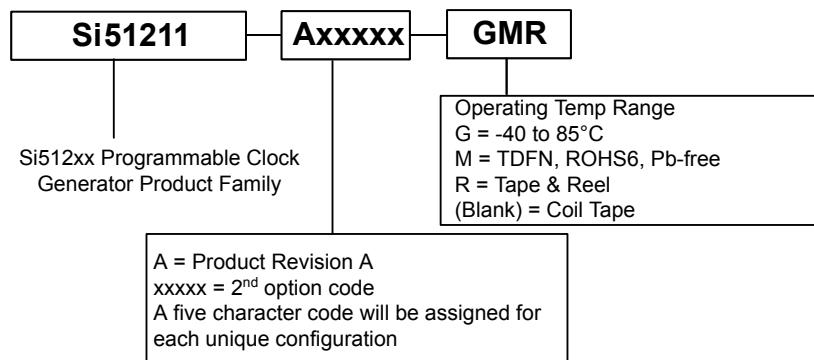 Si51211
Axxxxx
GMR
Operating Temp Range
G = -40 to 85°C
M = TDFN, ROHS6, Pb-free
R = Tape & Reel
(Blank) = Coil Tape
Si512xx Programmable Clock
Generator Product Family
A = Product Revision A
xxxxx = 2nd option code
A five character code will be assigned for
each unique configuration